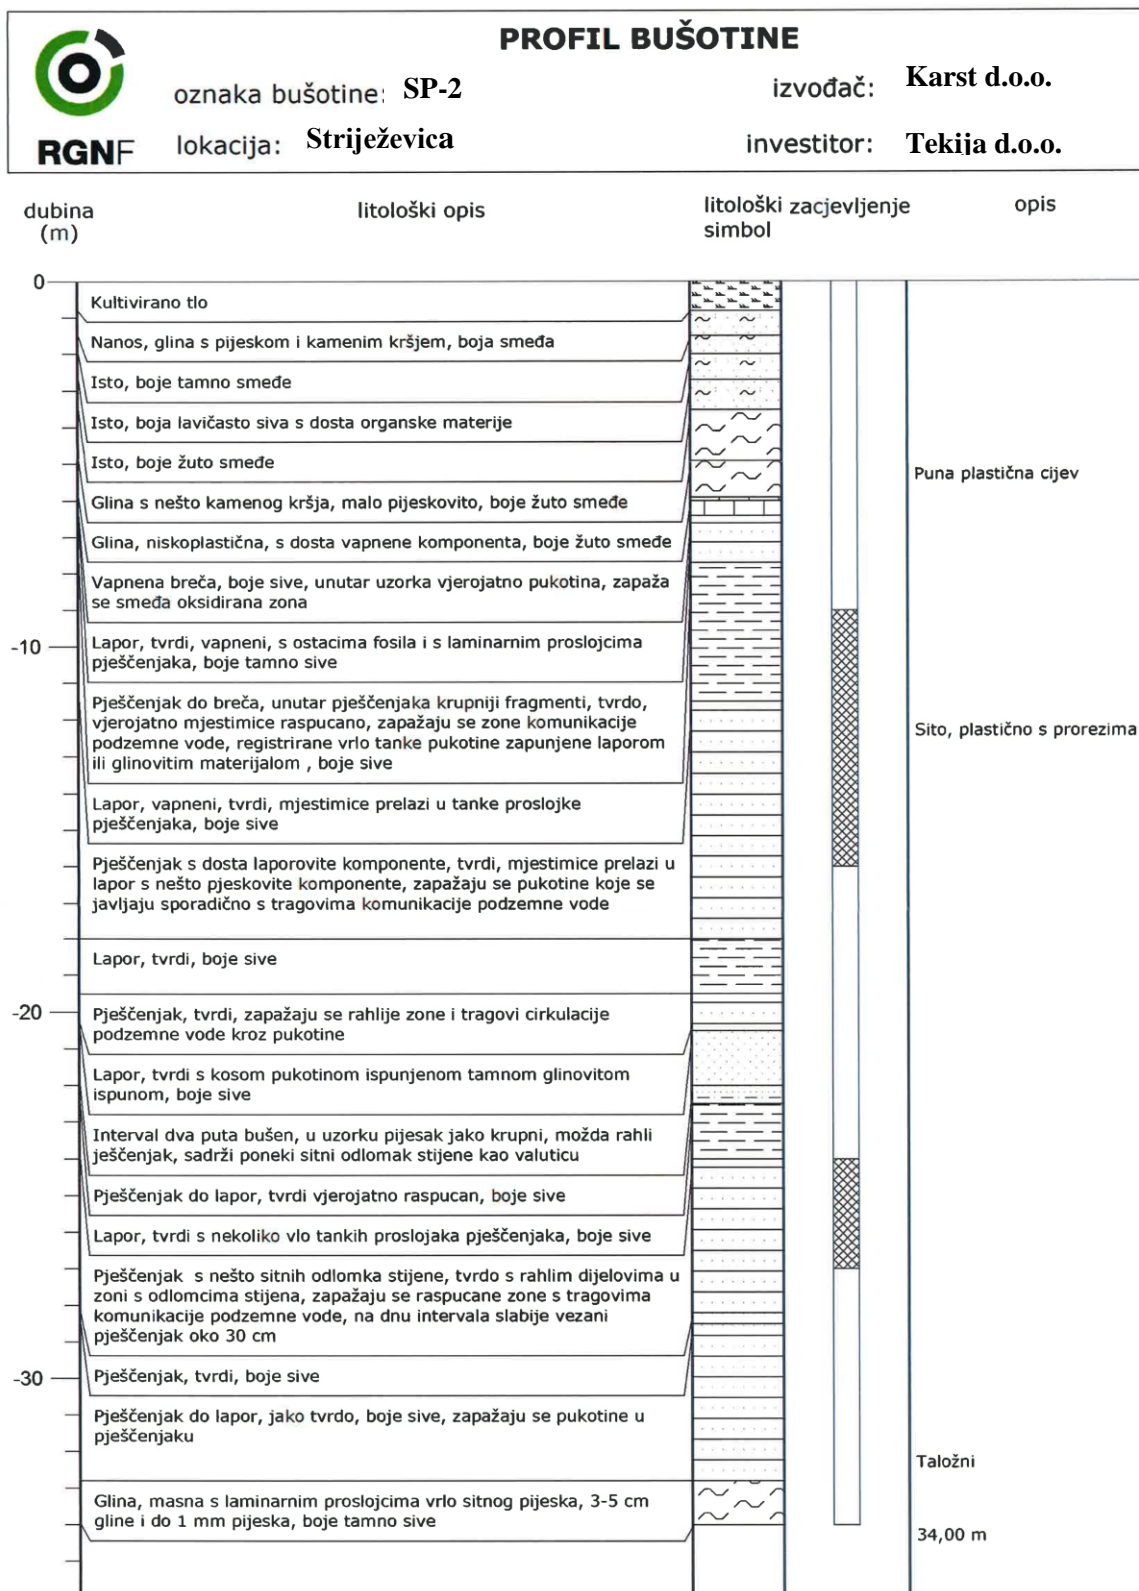 PROFIL BUŠOTINE
oznaka bušotine: SP-2
izvođač: Karst d.o.o.
RGNF
lokacija: Striježevica
investitor: Tekija d.o.o.
dubina
(m)
litološki opis
litološki
simbol
zacjevljenje
opis
0
Kultivirano tlo
Nanos, glina s pijeskom i kamenim kršjem, boja smeđa
Isto, boje tamno smeđe
Isto, boja lavičasto siva s dosta organske materije
Isto, boje žuto smeđe
Puna plastična cijev
Glina s nešto kamenog kršja, malo pijeskovito, boje žuto smeđe
Glina, niskoplastična, s dosta vapnene komponenta, boje žuto smeđe
Vapnena breča, boje sive, unutar uzorka vjerojatno pukotina, zapaža
se smeđa oksidirana zona
-10
Lapor, tvrdi, vapneni, s ostacima fosila i s laminarnim proslojcima
pješčenjaka, boje tamno sive
Pješčenjak do breča, unutar pješčenjaka krupniji fragmenti, tvrdo,
vjerojatno mjestimice raspucano, zapažaju se zone komunikacije
podzemne vode, registrirane vrlo tanke pukotine zapunjene laporom
ili glinovitim materijalom , boje sive
Sito, plastično s prorezima
Lapor, vapneni, tvrdi, mjestimice prelazi u tanke proslojke
pješčenjaka, boje sive
Pješčenjak s dosta laporovite komponente, tvrdi, mjestimice prelazi u
lapor s nešto pjeskovite komponente, zapažaju se pukotine koje se
javljaju sporadično s tragovima komunikacije podzemne vode
Lapor, tvrdi, boje sive
-20
Pješčenjak, tvrdi, zapažaju se rahlije zone i tragovi cirkulacije
podzemne vode kroz pukotine
Lapor, tvrdi s kosom pukotinom ispunjenom tamnom glinovitom
ispunom, boje sive
Interval dva puta bušen, u uzorku pijesak jako krupni, možda rahli
ješčenjak, sadrži poneki sitni odlomak stijene kao valuticu
Pješčenjak do lapor, tvrdi vjerojatno raspucan, boje sive
Lapor, tvrdi s nekoliko vlo tankih proslojaka pješčenjaka, boje sive
Pješčenjak s nešto sitnih odlomka stijene, tvrdo s rahlim dijelovima u
zoni s odlomcima stijena, zapažaju se raspucane zone s tragovima
komunikacije podzemne vode, na dnu intervala slabije vezani
pješčenjak oko 30 cm
-30
Pješčenjak, tvrdi, boje sive
Pješčenjak do lapor, jako tvrdo, boje sive, zapažaju se pukotine u
pješčenjaku
Taložni
Glina, masna s laminarnim proslojcima vrlo sitnog pijeska, 3-5 cm
gline i do 1 mm pijeska, boje tamno sive
34,00 m